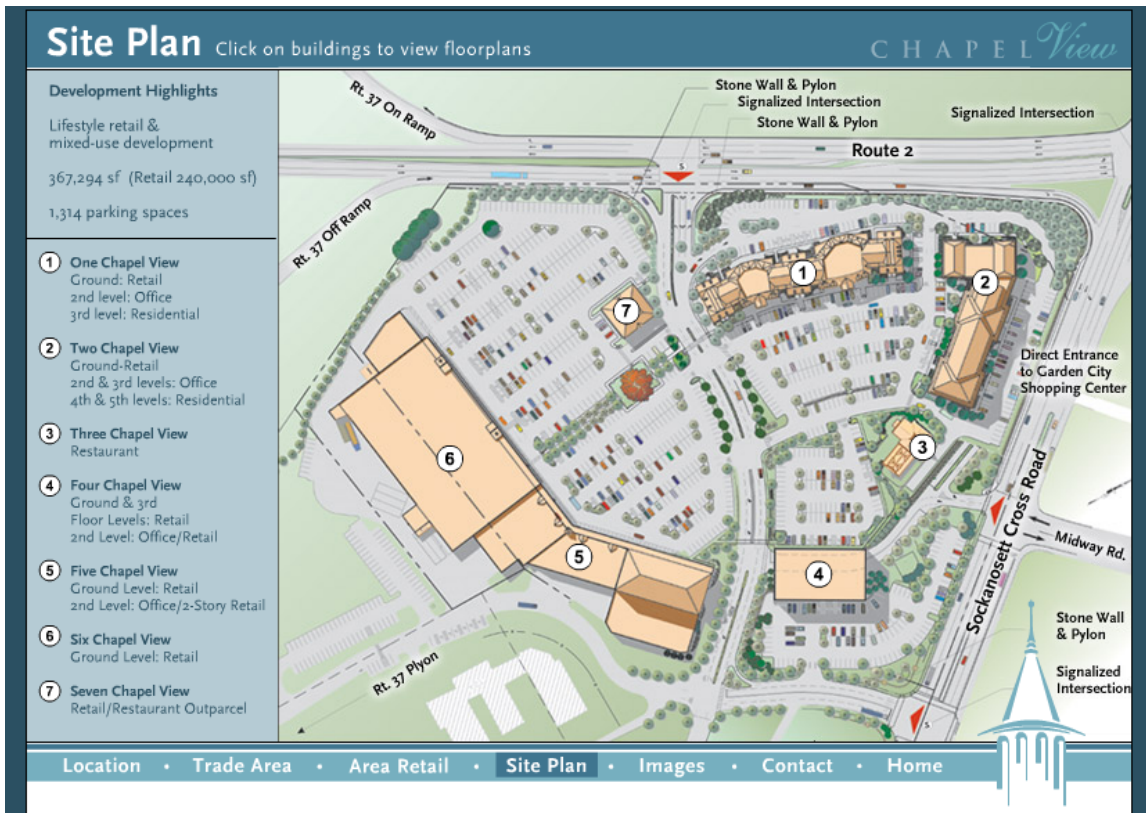 Site Plan Click on buildings to view floorplans
CHAPEL View
Development Highlights
Lifestyle retail &
mixed-use development
367,294 sf (Retail 240,000 sf)
1,314 parking spaces
1 One Chapel View
Ground: Retail
2nd level: Office
3rd level: Residential
2 Two Chapel View
Ground-Retail
2nd & 3rd levels: Office
4th & 5th levels: Residential
3 Three Chapel View
Restaurant
4 Four Chapel View
Ground & 3rd
Floor Levels: Retail
2nd Level: Office/Retail
5 Five Chapel View
Ground Level: Retail
2nd Level: Office/2-Story Retail
6 Six Chapel View
Ground Level: Retail
7 Seven Chapel View
Retail/Restaurant Outparcel
Rt. 37 On Ramp
Stone Wall & Pylon
Signalized Intersection
Stone Wall & Pylon
Signalized Intersection
Route 2
S
Rt. 37 Off Ramp
1
2
7
Direct Entrance
to Garden City
Shopping Center
3
6
Sockanosett Cross Road
Midway Rd.
5
4
Stone Wall
& Pylon
Rt. 37 Plyon
Signalized
Intersection
S
Location • Trade Area • Area Retail • Site Plan • Images • Contact • Home